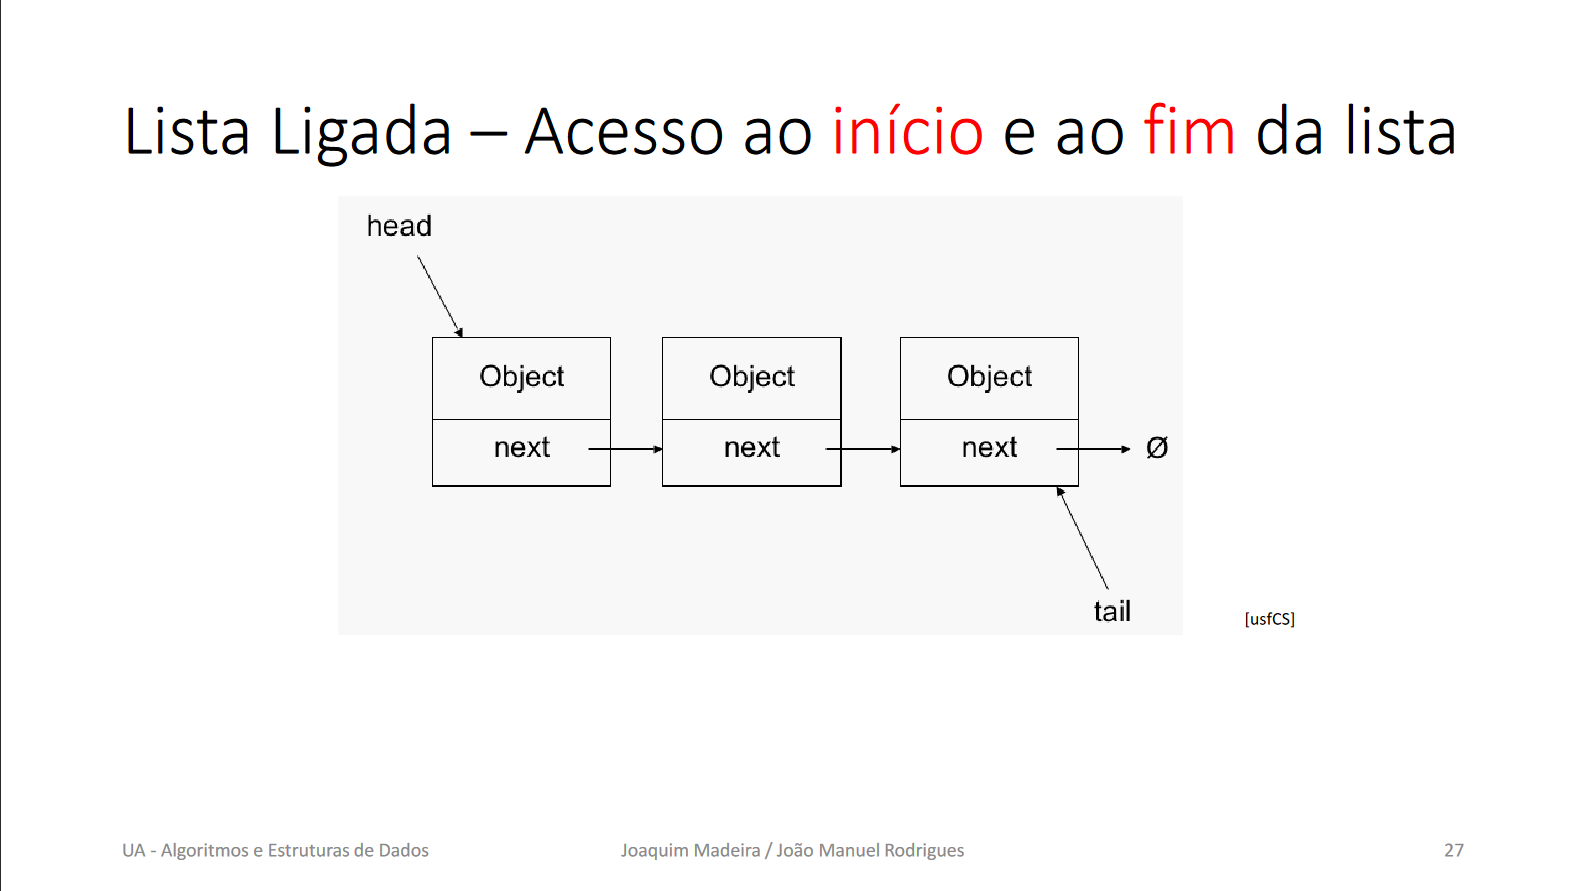 Lista Ligada – Acesso ao início e ao fim da lista
head
Object Object Object
next next next Ø
tail
[usfCS]
UA - Algoritmos e Estruturas de Dados Joaquim Madeira / João Manuel Rodrigues 27